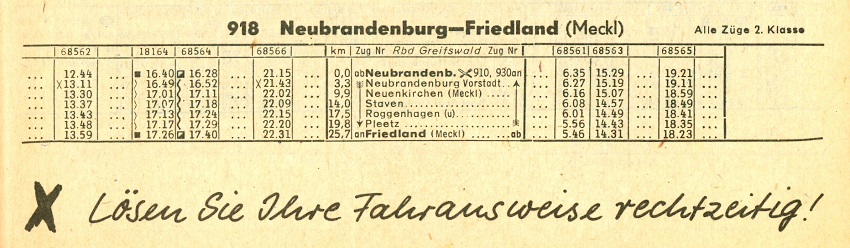 918 Neubrandenburg—Friedland (Meckl) Alle Züge 2. Klasse
68562 18164 68564 68566 km Zug Nr Rbd Greifswald Zug Nr 68561 68563 68565
... 12.44 ... ■ 16.40 16.28 ... 21.15 ... 0,0 ab Neubrandenb. 910, 930 an ... 6.35 15.29 ... 19.21 ...
... X13.11 ... 16.49 16.52 ... X21.43 ... 3,3 Neubrandenburg Vorstadt ... 6.27 15.19 ... 19.11 ...
... 13.30 ... 17.01 17.11 ... 22.02 ... 9,9 Neuenkirchen (Meckl) ... 6.16 15.07 ... 18.59 ...
... 13.37 ... 17.07 17.18 ... 22.09 ... 14,0 Staven ... 6.08 14.57 ... 18.49 ...
... 13.43 ... 17.13 17.24 ... 22.15 ... 17,5 Roggenhagen (u) ... 6.01 14.49 ... 18.41 ...
... 13.48 ... 17.17 17.29 ... 22.20 ... 19,8 Pleetz ... 5.56 14.43 ... 18.35 ...
... 13.59 ... ■ 17.26 17.40 ... 22.31 ... 25,7 an Friedland (Meckl) ab ... 5.46 14.31 ... 18.23 ...
X Lösen Sie Ihre Fahrausweise rechtzeitig!